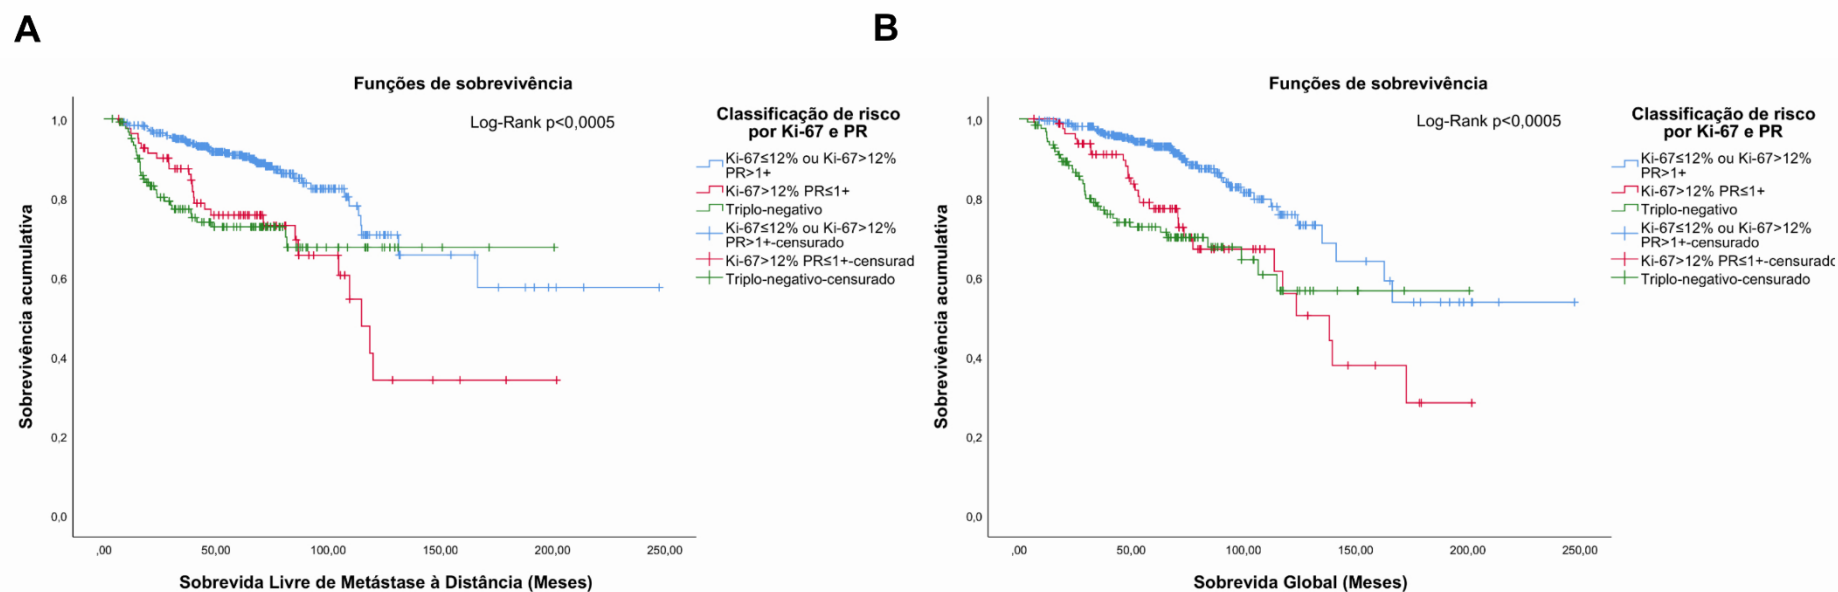 A
Funções de sobrevivência
Log-Rank p<0,0005
Classificação de risco
por Ki-67 e PR
Ki-67≤12% ou Ki-67>12%
PR>1+
Ki-67>12% PR≤1+
Triplo-negativo
Ki-67≤12% ou Ki-67>12%
PR>1+-censurado
Ki-67>12% PR≤1+-censurad
Triplo-negativo-censurado
Sobrevivência acumulativa
1,0
0,8
0,6
0,4
0,2
0,0
,00
50,00
100,00
150,00
200,00
250,00
Sobrevida Livre de Metástase à Distância (Meses)
B
Funções de sobrevivência
Log-Rank p<0,0005
Classificação de risco
por Ki-67 e PR
Ki-67≤12% ou Ki-67>12%
PR>1+
Ki-67>12% PR≤1+
Triplo-negativo
Ki-67≤12% ou Ki-67>12%
PR>1+-censurado
Ki-67>12% PR≤1+-censurado
Triplo-negativo-censurado
Sobrevivência acumulativa
1,0
0,8
0,6
0,4
0,2
0,0
,00
50,00
100,00
150,00
200,00
250,00
Sobrevida Global (Meses)